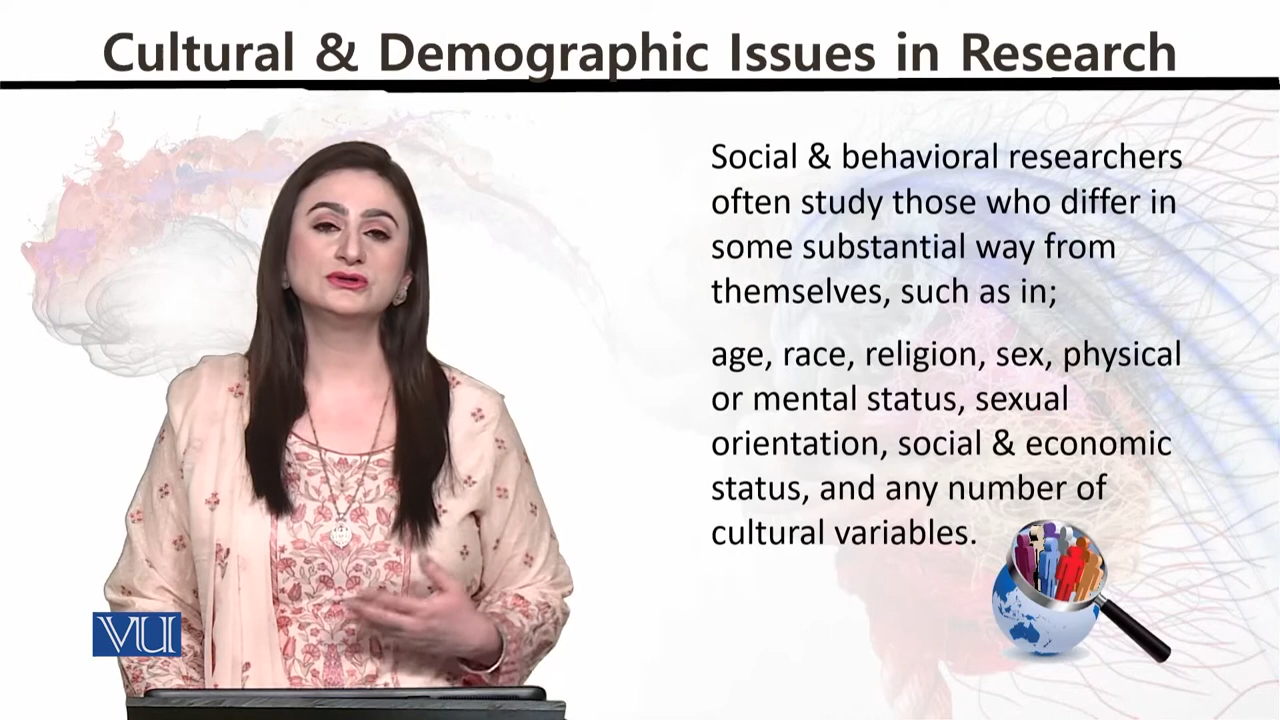 Cultural & Demographic Issues in Research
Social & behavioral researchers
often study those who differ in
some substantial way from
themselves, such as in;
age, race, religion, sex, physical
or mental status, sexual
orientation, social & economic
status, and any number of
cultural variables.
VU